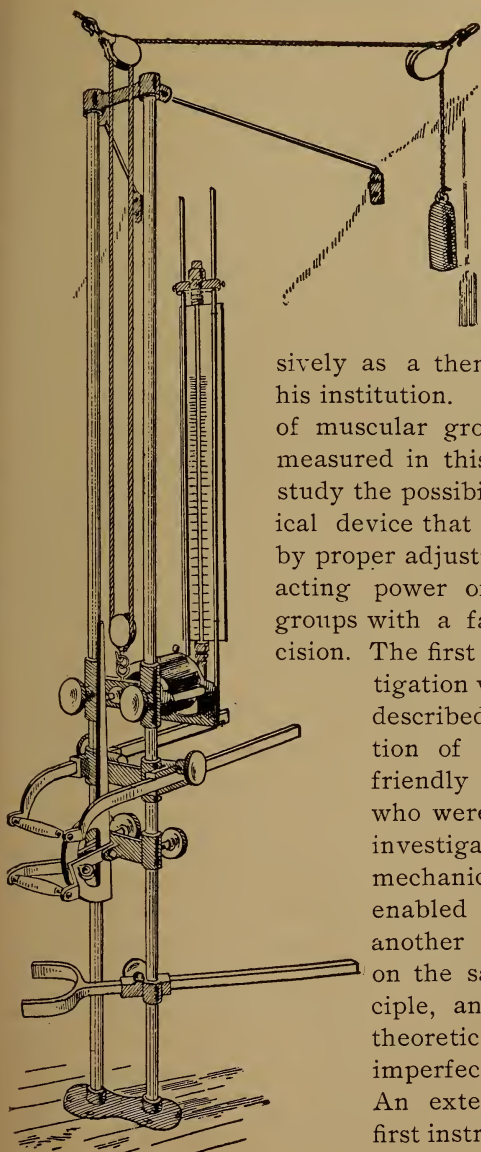 sively as a ther
his institution.
of muscular gro
measured in this
study the possibi
ical device that
by proper adjust
acting power o
groups with a fa
cision. The first
tigation
described
tion of
friendly
who were
investiga
mechanic
enabled
another
on the sa
ciple, an
theoretic
imperfec
An exte
first instr